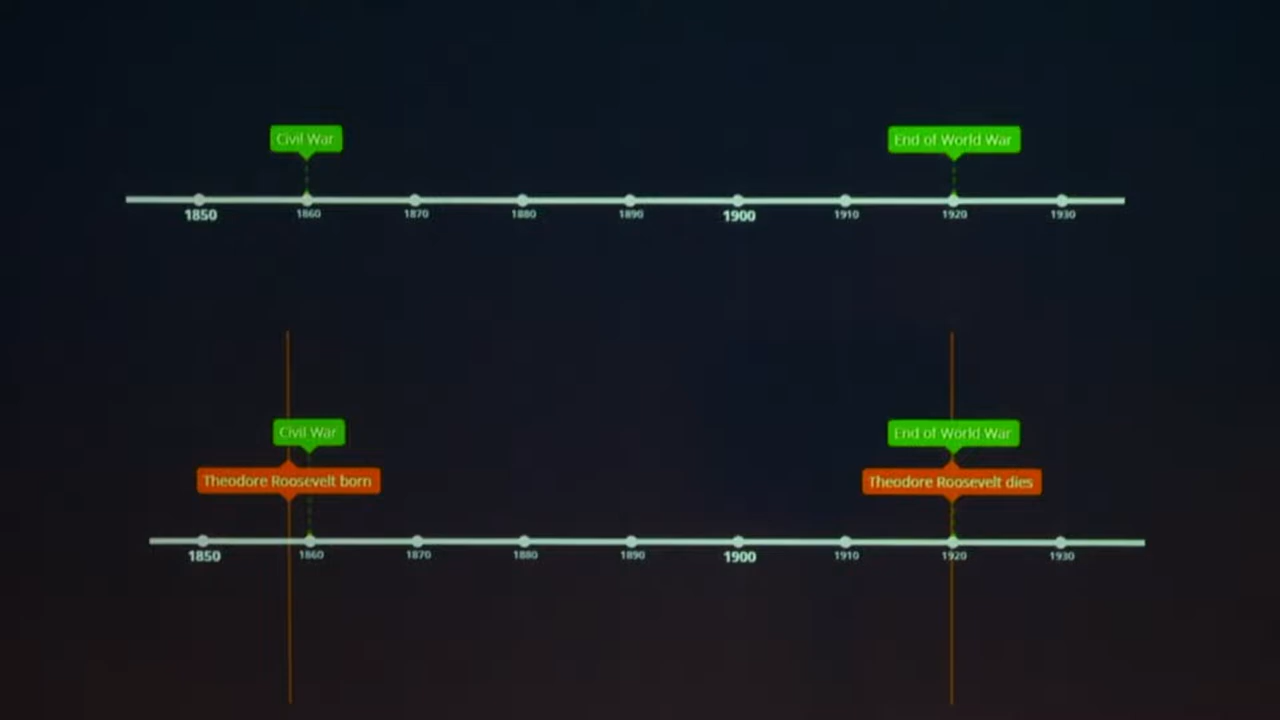 Civil War
End of World War
1850 1860 1870 1880 1890 1900 1910 1920 1930
Civil War
End of World War
Theodore Roosevelt born
Theodore Roosevelt dies
1850 1860 1870 1880 1890 1900 1910 1920 1930